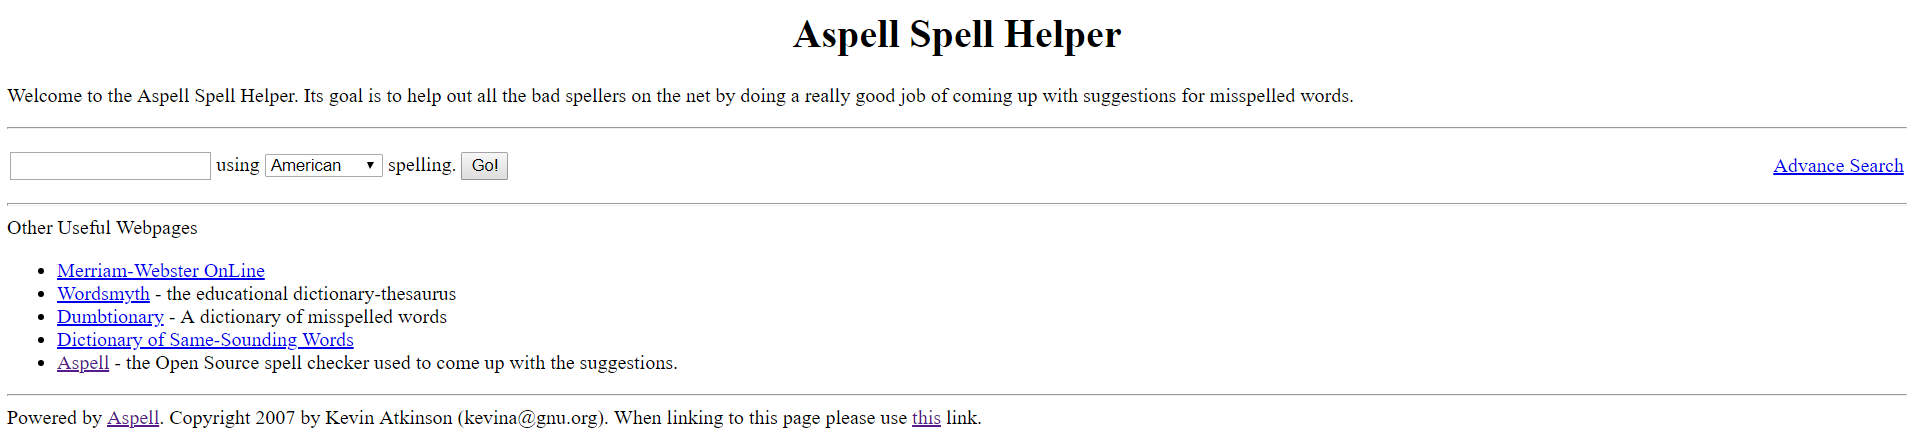 Aspell Spell Helper
Welcome to the Aspell Spell Helper. Its goal is to help out all the bad spellers on the net by doing a really good job of coming up with suggestions for misspelled words.
using American spelling. Go! Advance Search
Other Useful Webpages
Merriam-Webster OnLine
Wordsmyth - the educational dictionary-thesaurus
Dumbtionary - A dictionary of misspelled words
Dictionary of Same-Sounding Words
Aspell - the Open Source spell checker used to come up with the suggestions.
Powered by Aspell. Copyright 2007 by Kevin Atkinson (kevina@gnu.org). When linking to this page please use this link.